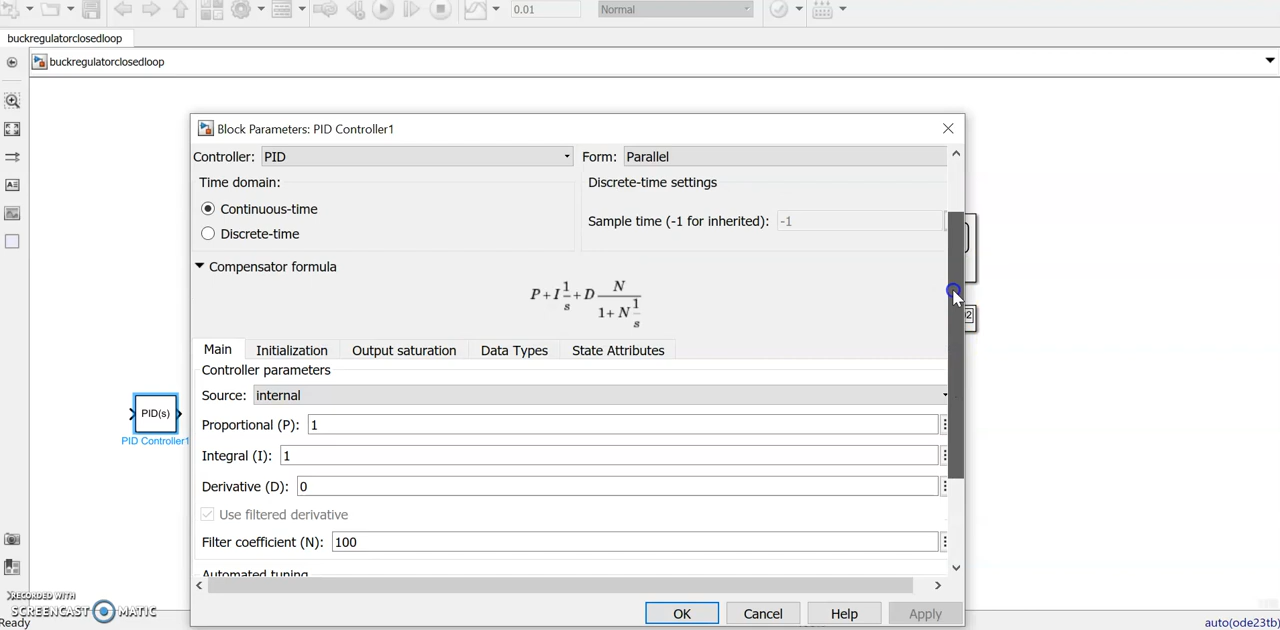 0.01 Normal
buckregulatorclosedloop
buckregulatorclosedloop
Block Parameters: PID Controller1
Controller: PID Form: Parallel
Time domain: Discrete-time settings
Continuous-time
Sample time (-1 for inherited): -1
Discrete-time
Compensator formula
P+I 1/s +D N/(1+N 1/s)
Main Initialization Output saturation Data Types State Attributes
Controller parameters
Source: internal
Proportional (P): 1
Integral (I): 1
Derivative (D): 0
Use filtered derivative
Filter coefficient (N): 100
Automated tuning
OK Cancel Help Apply
PID(s)
PID Controller1
2
RECORDED WITH
SCREENCAST O MATIC
Ready
auto(ode23tb)